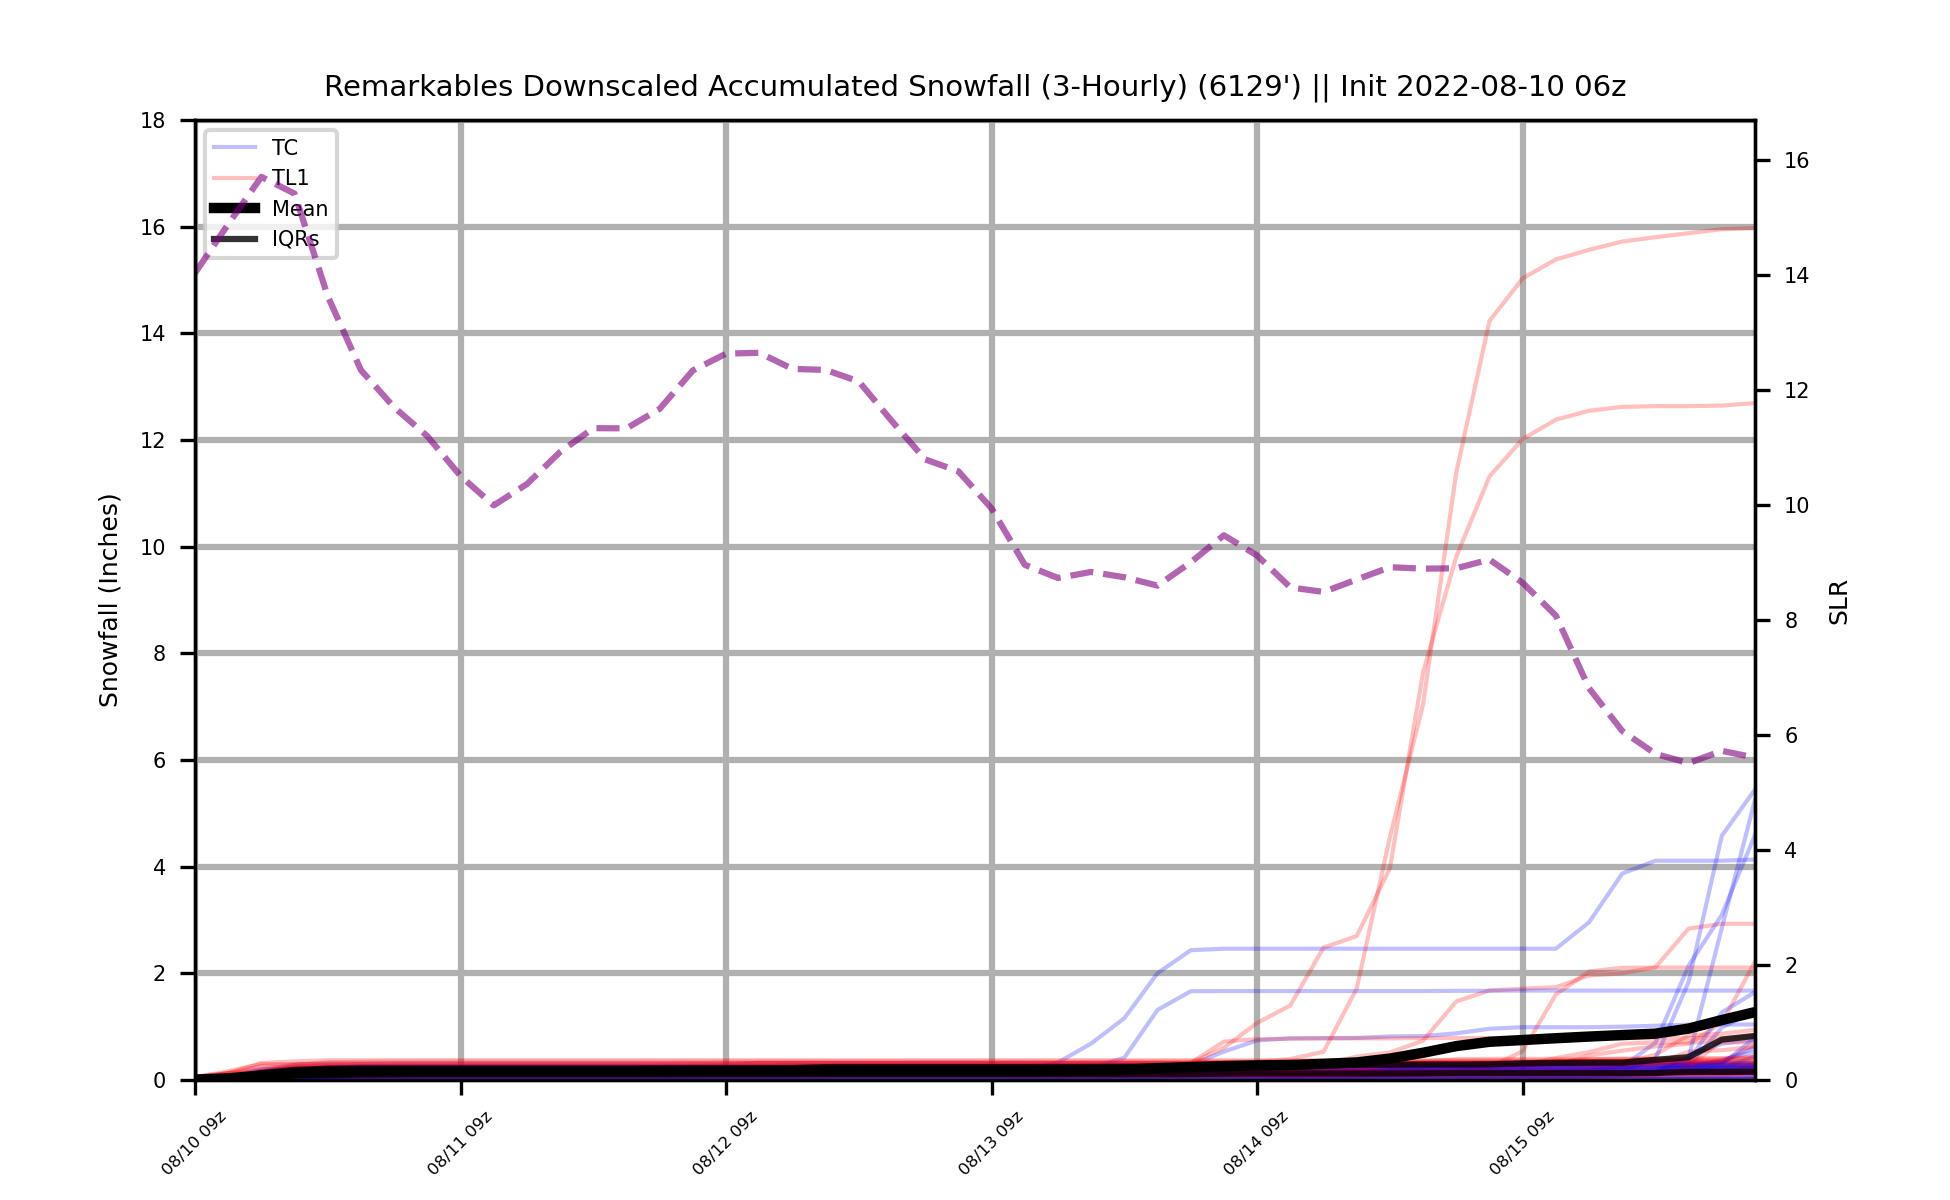 Remarkables Downscaled Accumulated Snowfall (3-Hourly) (6129') || Init 2022-08-10 06z
TC
TL1
Mean
IQRs
18
16
14
12
10
8
6
4
2
0
Snowfall (Inches)
16
14
12
10
8
6
4
2
0
SLR
08/10 09z
08/11 09z
08/12 09z
08/13 09z
08/14 09z
08/15 09z